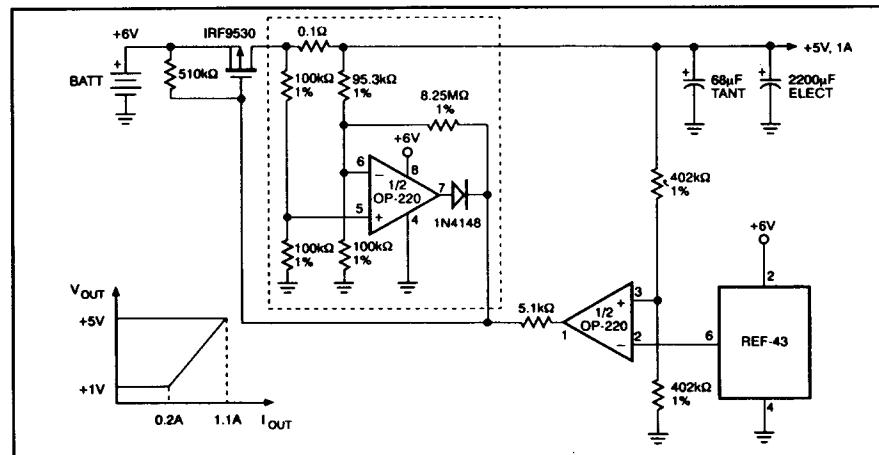 +6V
IRF9530
0.1Ω
+5V, 1A
BATT
510kΩ
100kΩ
1%
95.3kΩ
1%
8.25MΩ
1%
68μF
TANT
2200μF
ELECT
+6V
6
8
1/2
OP-220
7
5
4
1N4148
402kΩ
1%
+6V
100kΩ
1%
100kΩ
1%
5.1kΩ
1
1/2
OP-220
3
2
6
2
REF-43
4
402kΩ
1%
VOUT
+5V
+1V
0.2A
1.1A
IOUT